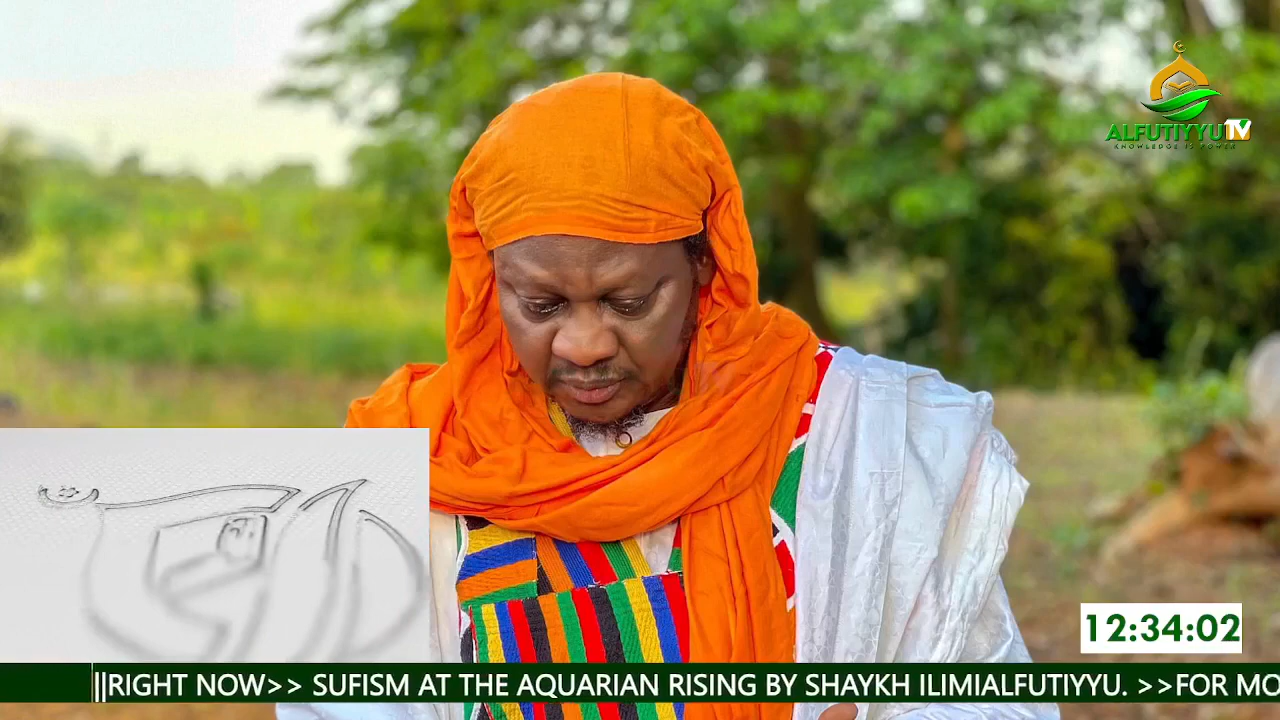 ALFUTIYYU TV
KNOWLEDGE IS POWER
12:34:02
||RIGHT NOW>> SUFISM AT THE AQUARIAN RISING BY SHAYKH ILIMIALFUTIYYU. >>FOR MO